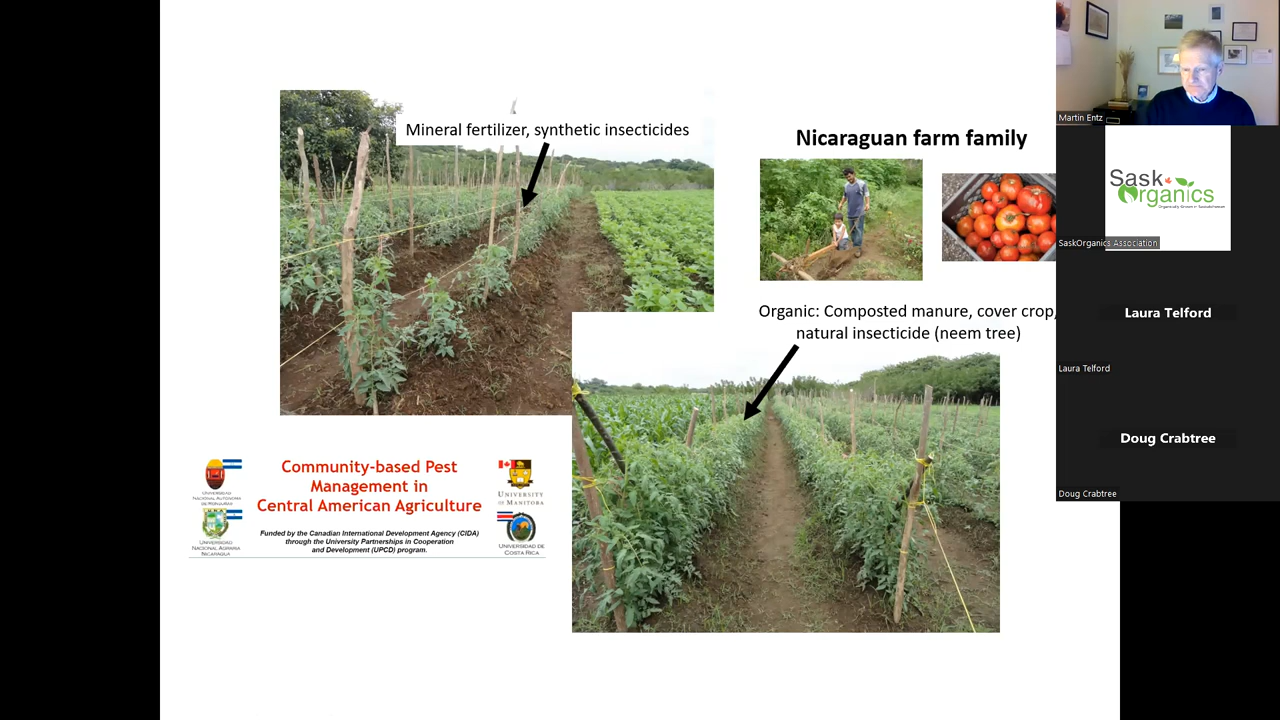 Mineral fertilizer, synthetic insecticides
Nicaraguan farm family
Organic: Composted manure, cover crop,
natural insecticide (neem tree)
Community-based Pest
Management in
Central American Agriculture
Funded by the Canadian International Development Agency (CIDA)
through the University Partnerships in Cooperation
and Development (UPCD) program.
UNIVERSIDAD
NACIONAL AUTÓNOMA
DE HONDURAS
UNIVERSIDAD
NACIONAL AGRARIA
NICARAGUA
UNIVERSITY
OF MANITOBA
UNIVERSIDAD DE
COSTA RICA
Martin Entz
Sask
Organics
SaskOrganics Association
Laura Telford
Laura Telford
Doug Crabtree
Doug Crabtree